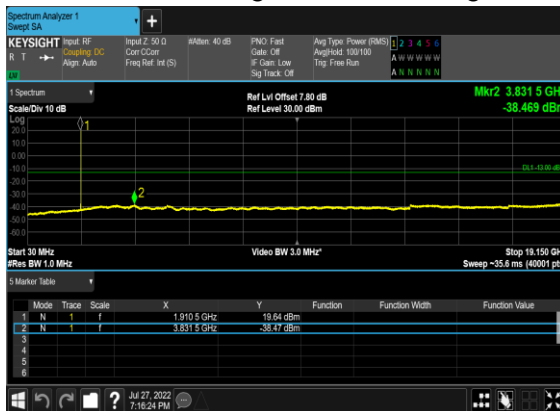 Spectrum Analyzer 1
Swept SA
KEYSIGHT Input: RF Input Z: 50 Ω #Atten: 40 dB PNO: Fast Avg Type: Power (RMS) 1 2 3 4 5 6
R T Coupling: DC Corr CCorr Gate: Off Avg|Hold: 100/100 A W W W W W
Align: Auto Freq Ref: Int (S) IF Gain: Low Trig: Free Run
Sig Track: Off A N N N N N
1 Spectrum Ref Lvl Offset 7.80 dB Mkr2 3.831 5 GH
Scale/Div 10 dB Ref Level 30.00 dBm -38.469 dBr
Log
20.0
10.0
0.00
-10.0
-20.0
-30.0
-40.0
-50.0
-60.0
1
DL1 -13.00 dB
2
Start 30 MHz Video BW 3.0 MHz* Stop 19.150 GH
#Res BW 1.0 MHz Sweep ~35.6 ms (40001 pt
5 Marker Table
Mode Trace Scale X Y Function Function Width Function Value
1 N 1 f 1.910 5 GHz 19.64 dBm
2 N 1 f 3.831 5 GHz -38.47 dBm
3
4
5
6
? Jul 27, 2022
7:16:24 PM